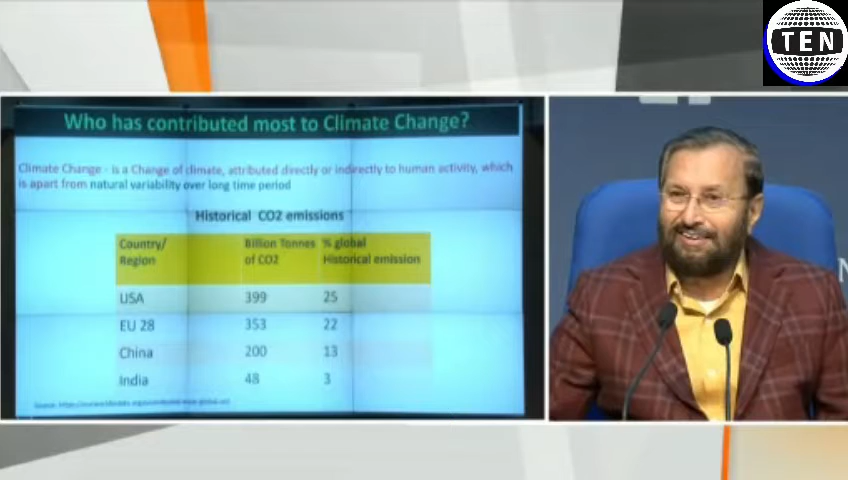 TEN
Who has contributed most to Climate Change?
Climate Change - is a Change of climate, attributed directly or indirectly to human activity, which
is apart from natural variability over long time period
Historical CO2 emissions
Country/ Billion Tonnes % global
Region of CO2 Historical emission
USA 399 25
EU 28 353 22
China 200 13
India 48 3
Source: